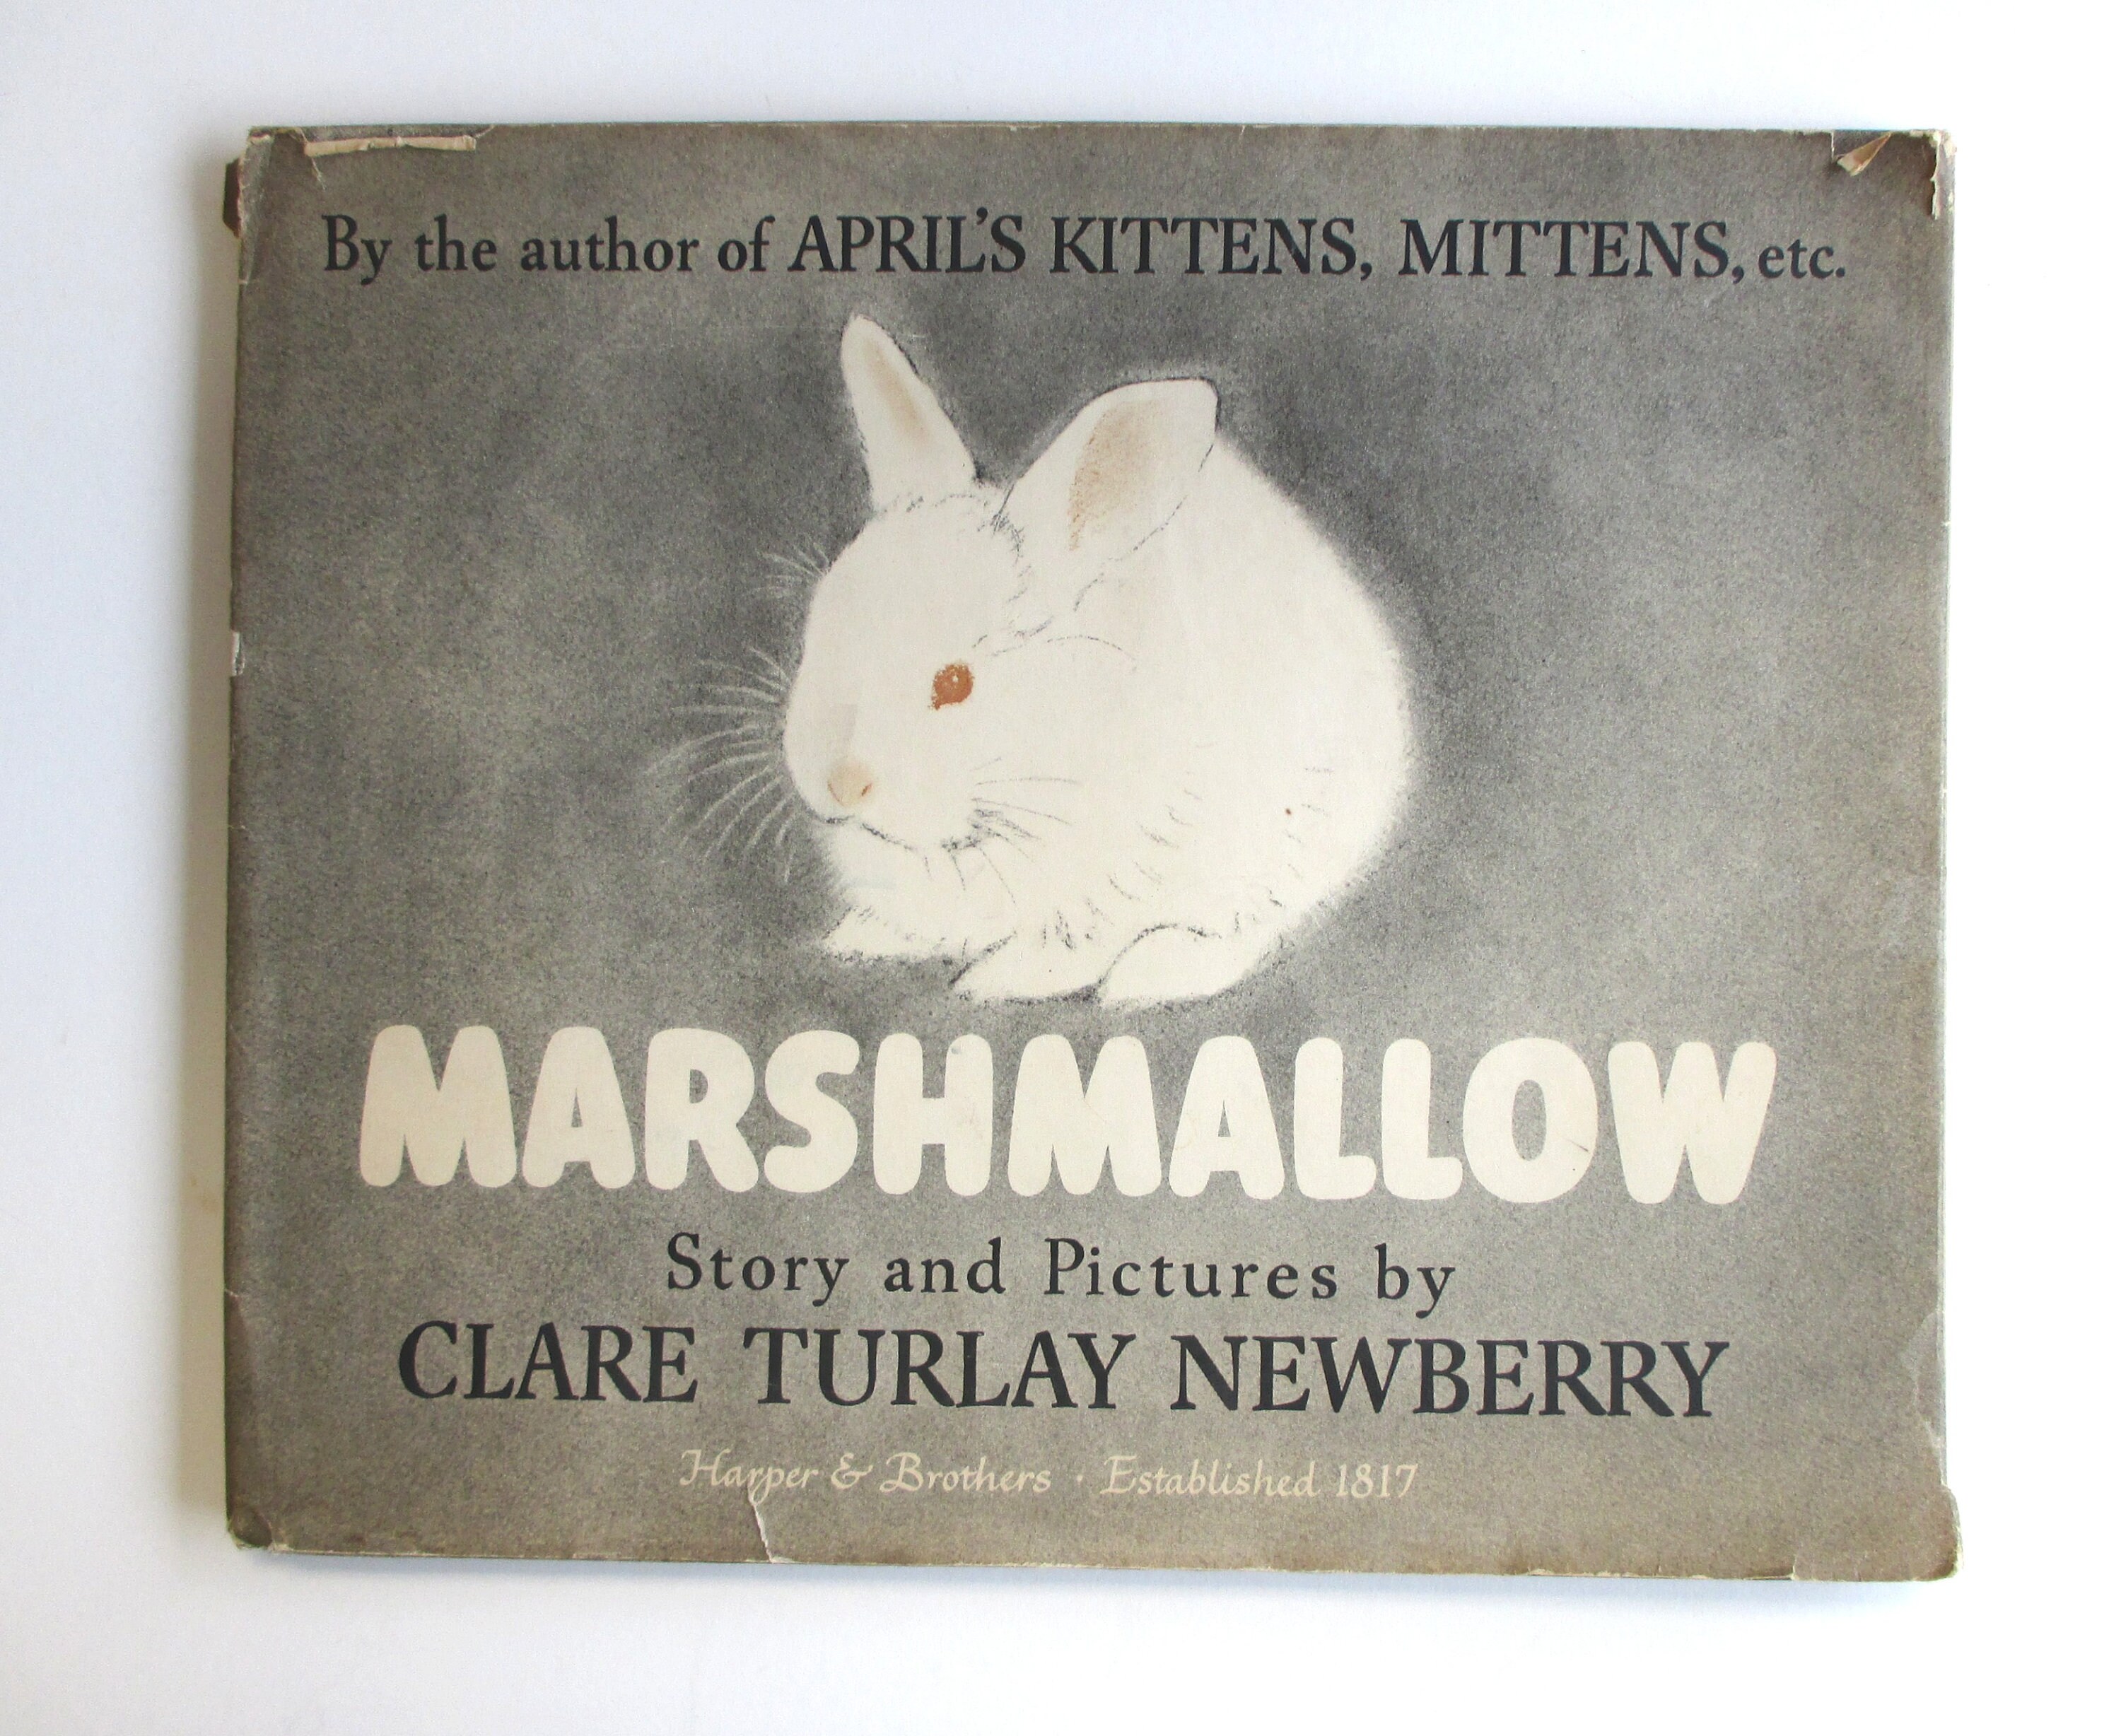 By the author of APRIL'S KITTENS, MITTENS, etc.
MARSHMALLOW
Story and Pictures by
CLARE TURLAY NEWBERRY
Harper & Brothers · Established 1817